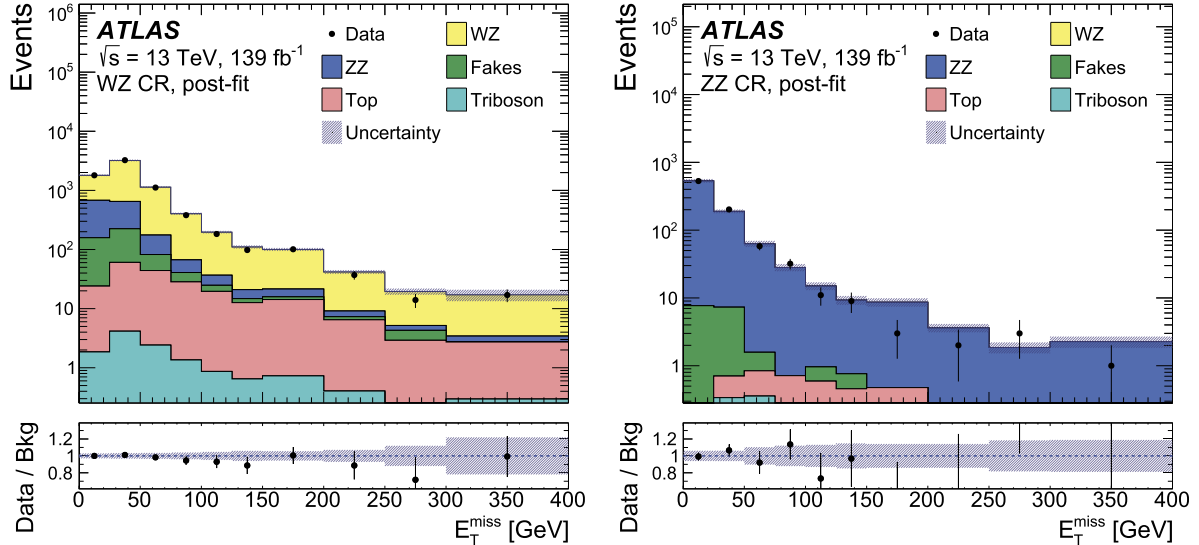 Events
10⁶
10⁵
10⁴
10³
10²
10
1
ATLAS
√s = 13 TeV, 139 fb⁻¹
WZ CR, post-fit
Data
WZ
ZZ
Fakes
Top
Triboson
Uncertainty
Data / Bkg
1.2
1
0.8
0 50 100 150 200 250 300 350 400
E_T^miss [GeV]
Events
10⁵
10⁴
10³
10²
10
1
ATLAS
√s = 13 TeV, 139 fb⁻¹
ZZ CR, post-fit
Data
WZ
ZZ
Fakes
Top
Triboson
Uncertainty
Data / Bkg
1.2
1
0.8
0 50 100 150 200 250 300 350 400
E_T^miss [GeV]